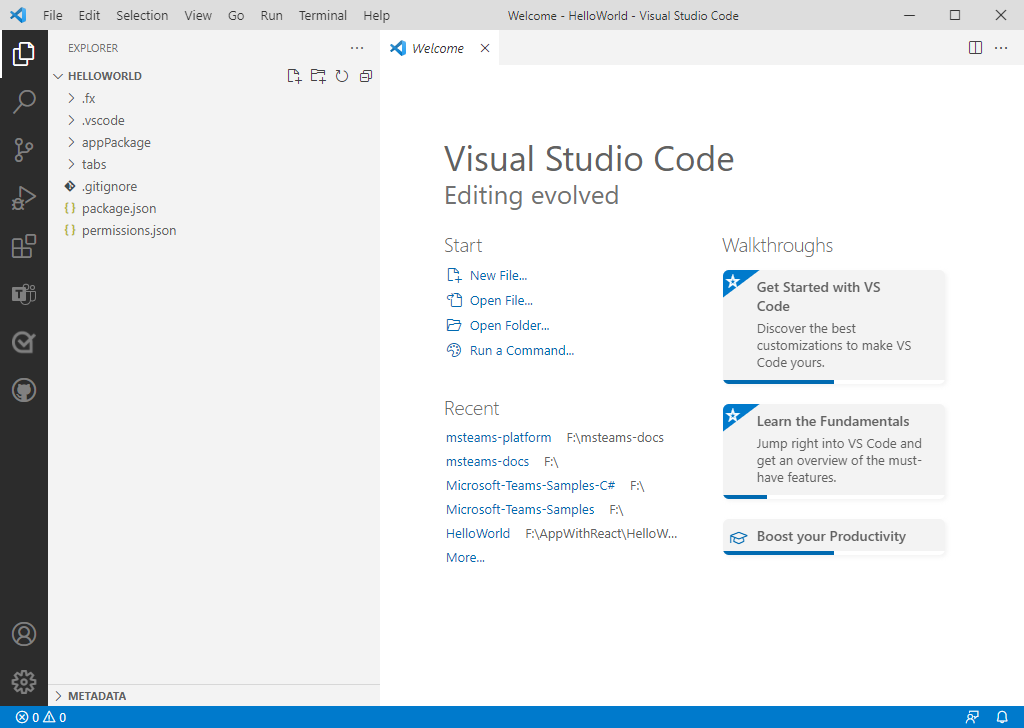 File Edit Selection View Go Run Terminal Help Welcome - HelloWorld - Visual Studio Code
EXPLORER
HELLOWORLD
.fx
.vscode
appPackage
tabs
.gitignore
package.json
permissions.json
METADATA
Welcome
Visual Studio Code
Editing evolved
Start
New File...
Open File...
Open Folder...
Run a Command...
Recent
msteams-platform F:\msteams-docs
msteams-docs F:\
Microsoft-Teams-Samples-C# F:\
Microsoft-Teams-Samples F:\
HelloWorld F:\AppWithReact\HelloW...
More...
Walkthroughs
Get Started with VS
Code
Discover the best
customizations to make VS
Code yours.
Learn the Fundamentals
Jump right into VS Code and
get an overview of the must-
have features.
Boost your Productivity
0 0